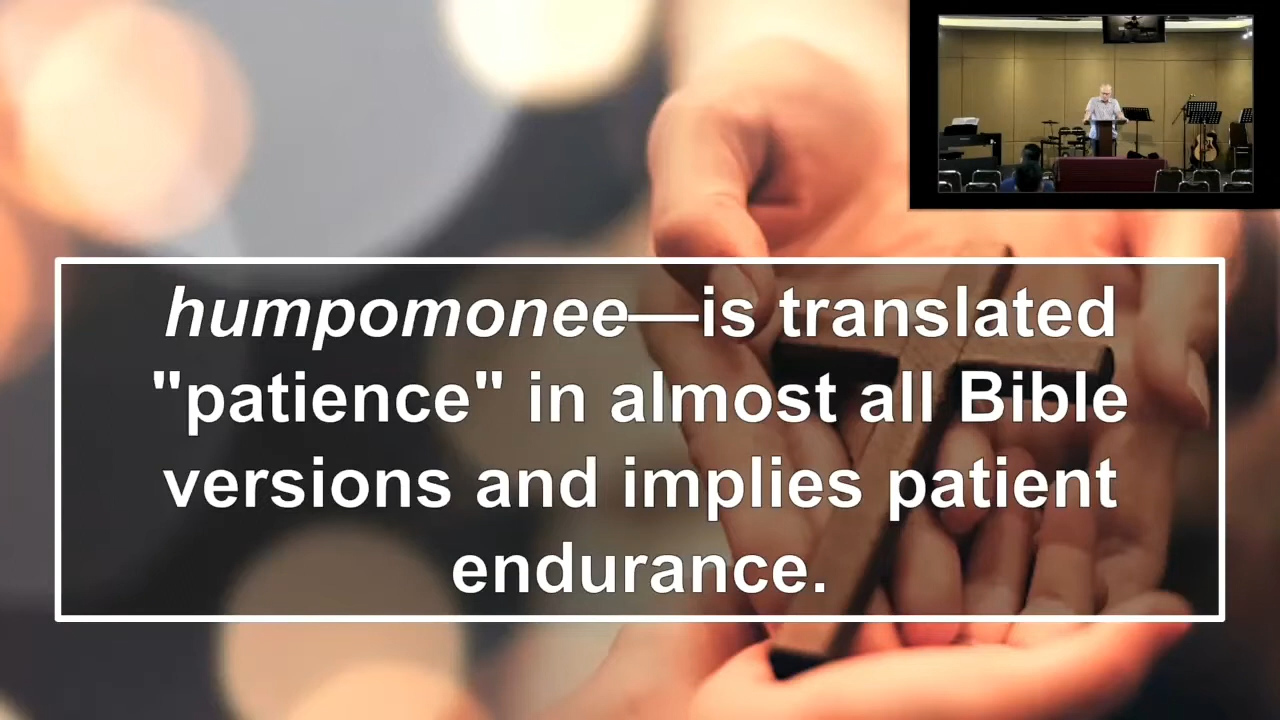 humpomonee—is translated
"patience" in almost all Bible
versions and implies patient
endurance.